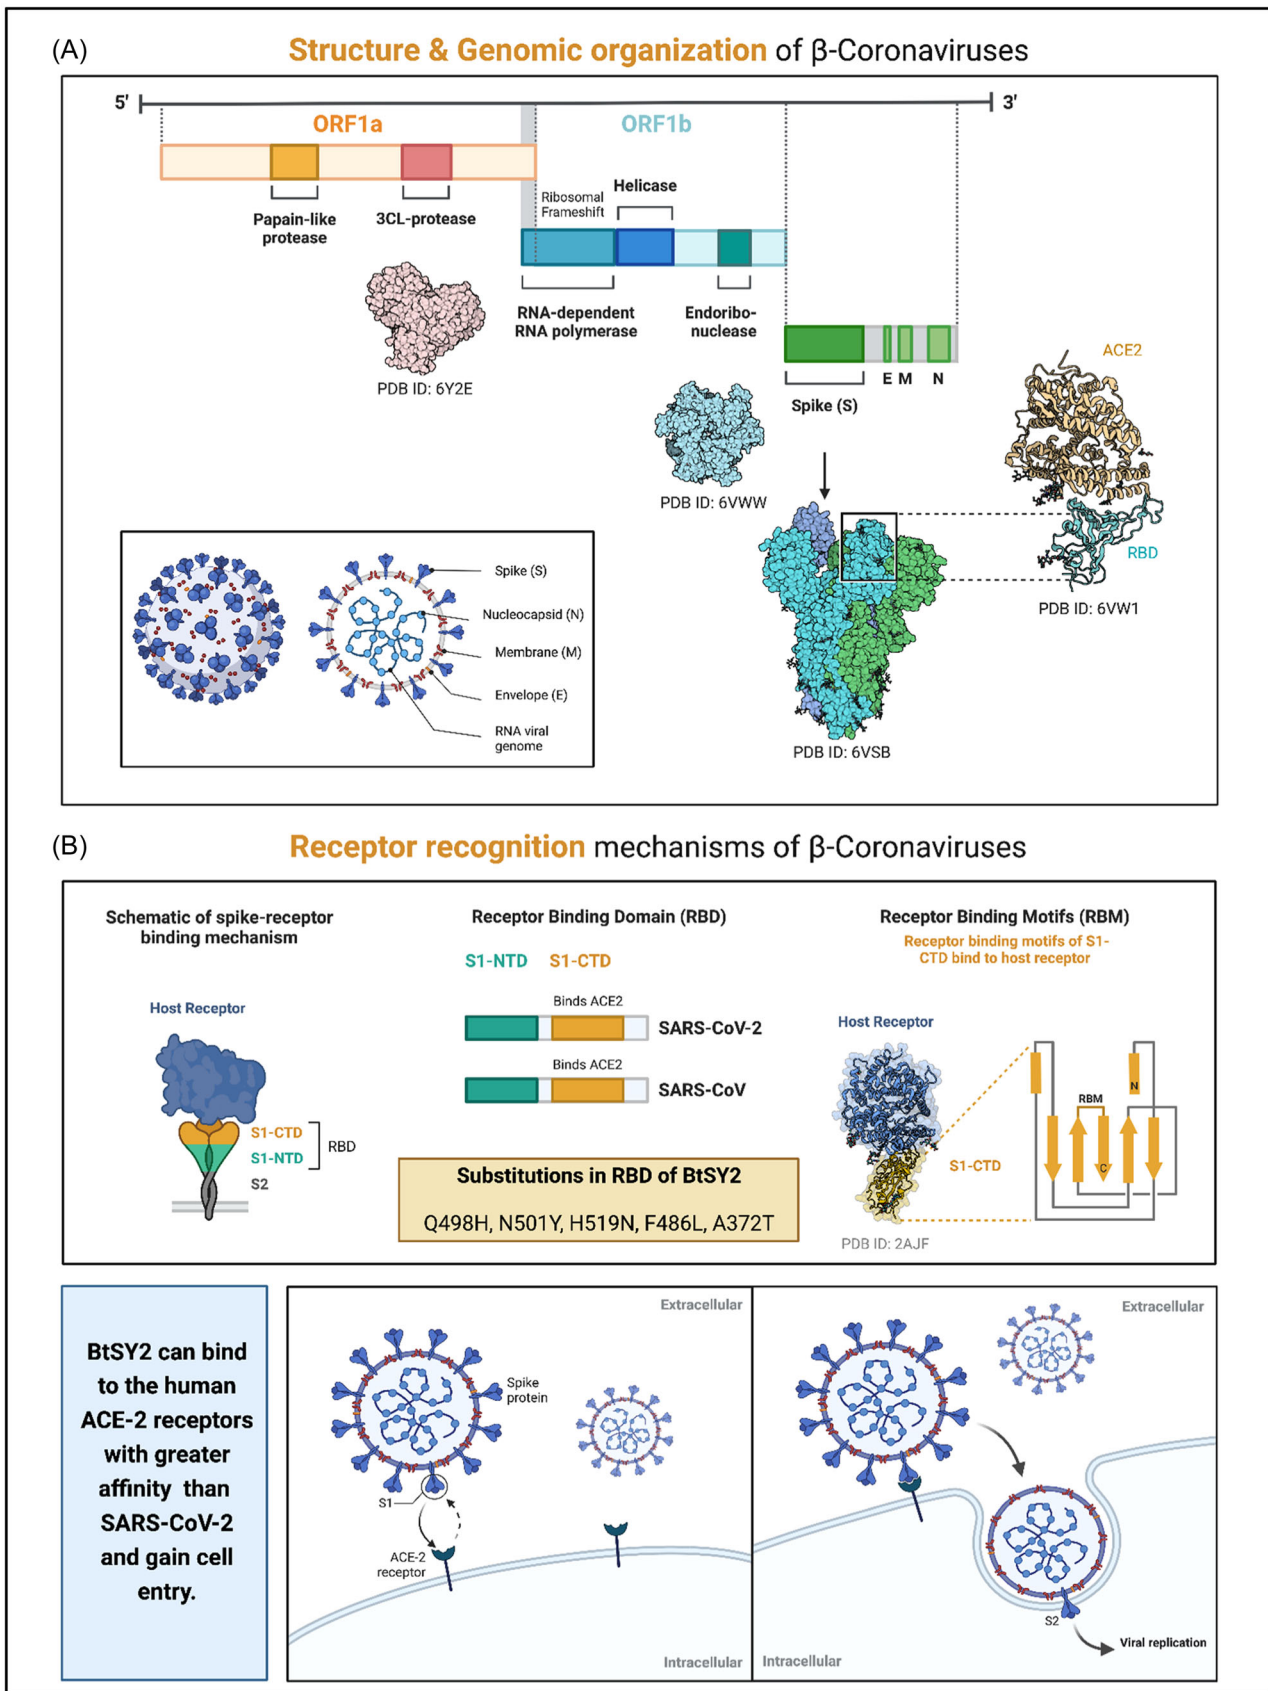 (A)
Structure & Genomic organization of β-Coronaviruses
5'
3'
ORF1a
ORF1b
Papain-like
protease
3CL-protease
Ribosomal
Frameshift
Helicase
RNA-dependent
RNA polymerase
Endoribo-
nuclease
PDB ID: 6Y2E
E M N
Spike (S)
ACE2
PDB ID: 6VWW
RBD
PDB ID: 6VW1
PDB ID: 6VSB
Spike (S)
Nucleocapsid (N)
Membrane (M)
Envelope (E)
RNA viral
genome
(B)
Receptor recognition mechanisms of β-Coronaviruses
Schematic of spike-receptor
binding mechanism
Host Receptor
S1-CTD
S1-NTD
RBD
S2
Receptor Binding Domain (RBD)
S1-NTD S1-CTD
Binds ACE2
SARS-CoV-2
Binds ACE2
SARS-CoV
Substitutions in RBD of BtSY2
Q498H, N501Y, H519N, F486L, A372T
Receptor Binding Motifs (RBM)
Receptor binding motifs of S1-
CTD bind to host receptor
Host Receptor
S1-CTD
PDB ID: 2AJF
RBM
N
C
BtSY2 can bind
to the human
ACE-2 receptors
with greater
affinity than
SARS-CoV-2
and gain cell
entry.
Extracellular
Spike
protein
S1
ACE-2
receptor
Intracellular
Extracellular
S2
Viral replication
Intracellular